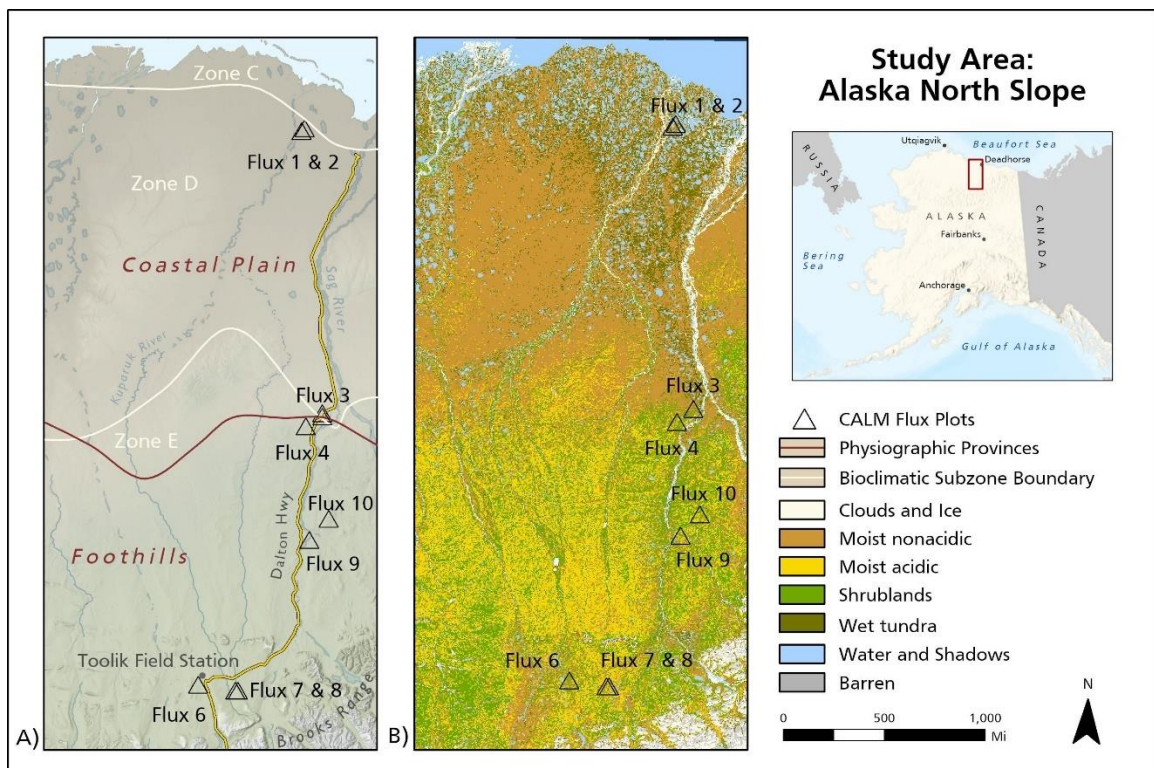 Zone C
Flux 1 & 2
Zone D
Coastal Plain
Sag River
Kuparuk River
Flux 3
Zone E
Flux 4
Flux 10
Dalton Hwy
Foothills
Flux 9
Toolik Field Station
Flux 7 & 8
Flux 6
Brooks Range
A)
Flux 1 & 2
Flux 3
Flux 4
Flux 10
Flux 9
Flux 6
Flux 7 & 8
B)
Study Area:
Alaska North Slope
Utqiagvik
Beaufort Sea
Deadhorse
RUSSIA
ALASKA
CANADA
Fairbanks
Bering
Sea
Anchorage
Gulf of Alaska
CALM Flux Plots
Physiographic Provinces
Bioclimatic Subzone Boundary
Clouds and Ice
Moist nonacidic
Moist acidic
Shrublands
Wet tundra
Water and Shadows
Barren
N
0 500 1,000
Mi